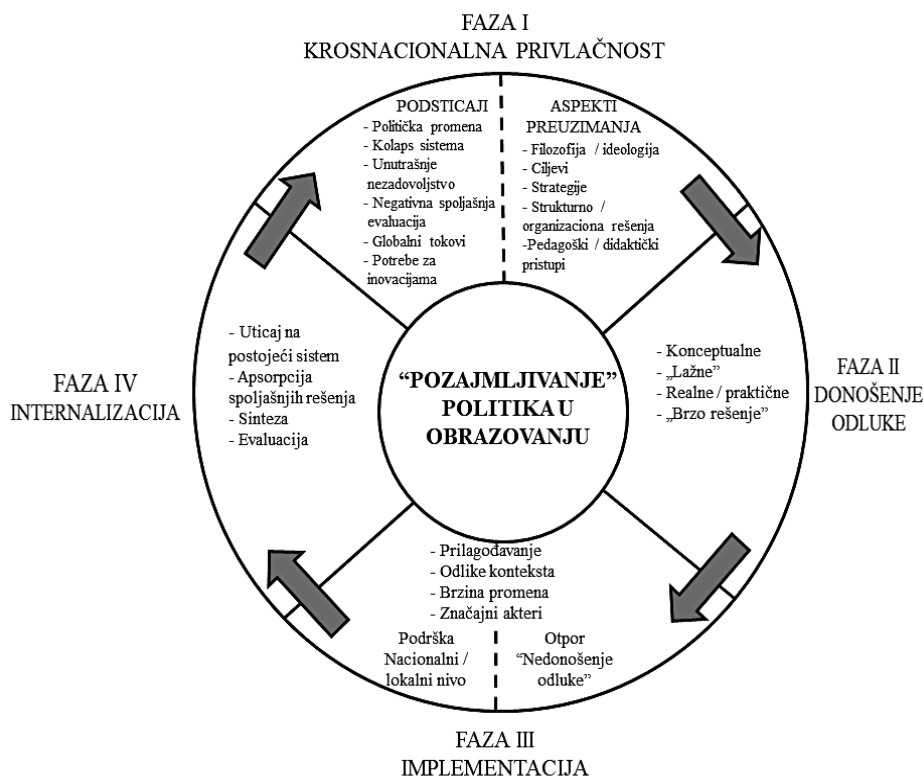 FAZA I
KROSNACIONALNA PRIVLAČNOST
PODSTICAJI
- Politička promena
- Kolaps sistema
- Unutrašnje
nezadovoljstvo
- Negativna spoljašnja
evaluacija
- Globalni tokovi
- Potrebe za
inovacijama
ASPEKTI
PREUZIMANJA
- Filozofija / ideologija
- Ciljevi
- Strategije
- Strukturno /
organizaciona rešenja
-Pedagoški / didaktički
pristupi
FAZA II
DONOŠENJE
ODLUKE
- Konceptualne
- „Lažne”
- Realne / praktične
- „Brzo rešenje”
“POZAJMLJIVANJE”
POLITIKA U
OBRAZOVANJU
- Prilagođavanje
- Odlike konteksta
- Brzina promena
- Značajni akteri
Podrška
Nacionalni /
lokalni nivo
Otpor
“Nedonošenje
odluke”
FAZA III
IMPLEMENTACIJA
FAZA IV
INTERNALIZACIJA
- Uticaj na
postojeći sistem
- Apsorpcija
spoljašnjih rešenja
- Sinteza
- Evaluacija